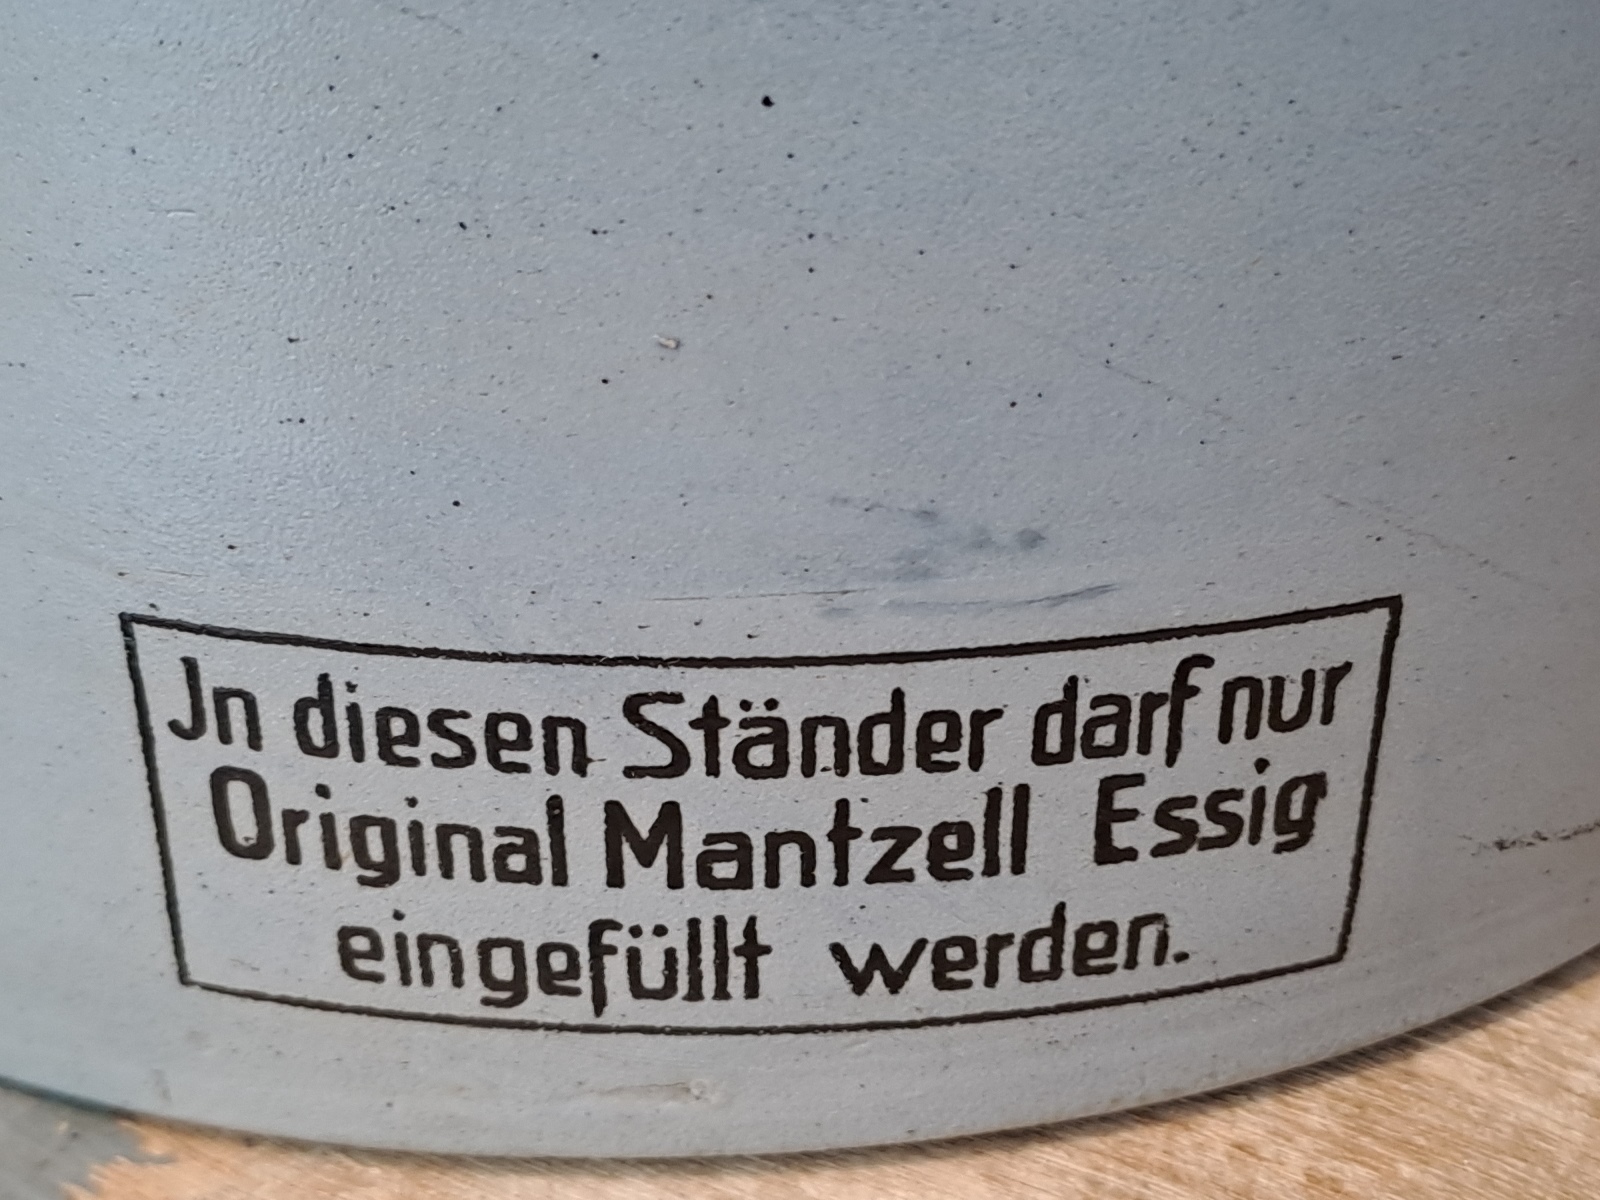 Jn diesen Ständer darf nur
Original Mantzell Essig
eingefüllt werden.